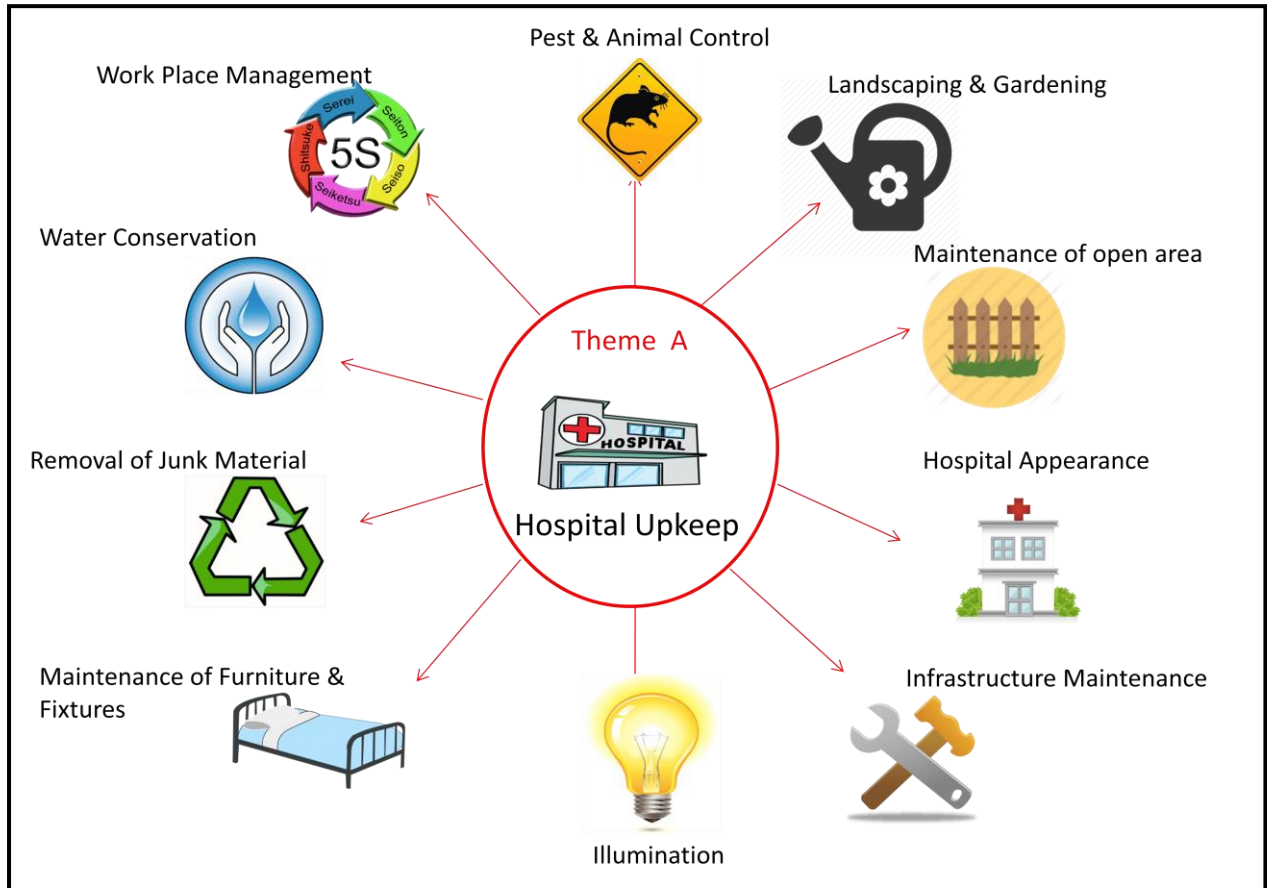 Pest & Animal Control
Work Place Management
Landscaping & Gardening
Serei
Seiton
Seiso
Seiketsu
Shitsuke
5S
Water Conservation
Maintenance of open area
Theme A
HOSPITAL
Hospital Upkeep
Removal of Junk Material
Hospital Appearance
Maintenance of Furniture &
Fixtures
Infrastructure Maintenance
Illumination